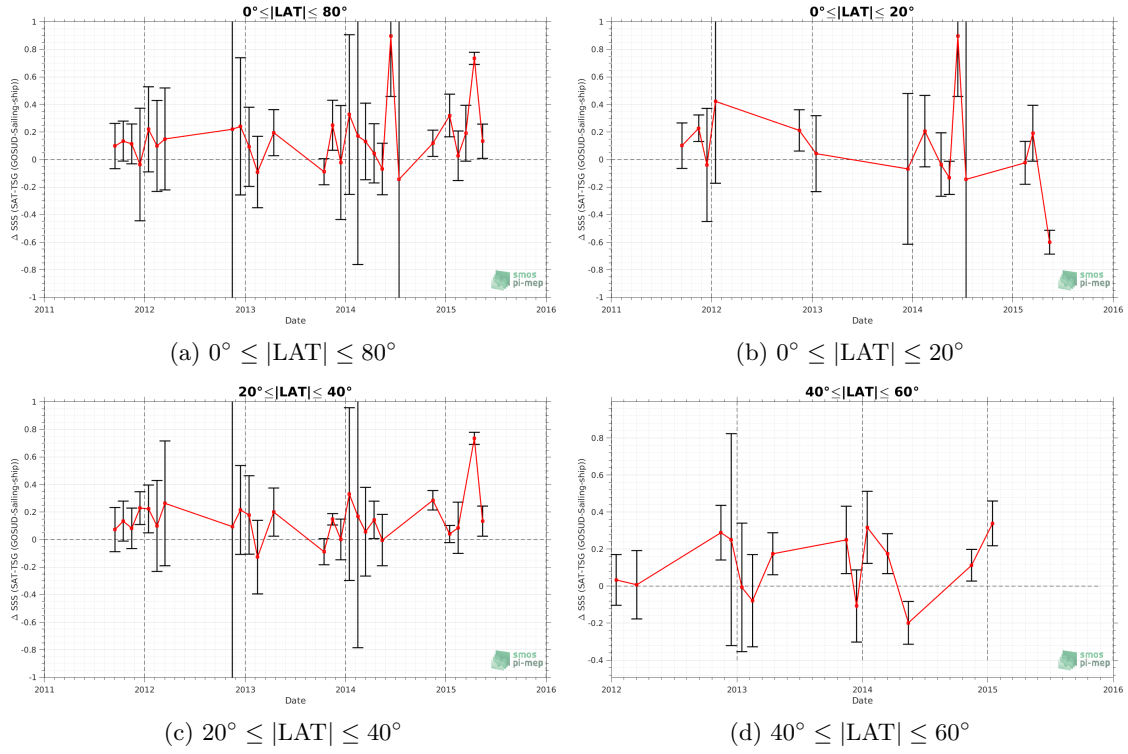 0°≤|LAT|≤ 80°
Δ SSS (SAT-TSG (GOSUD-Sailing-ship))
1
0.8
0.6
0.4
0.2
0
-0.2
-0.4
-0.6
-0.8
-1
2011 2012 2013 2014 2015 2016
Date
smos
pi-mep
(a) 0° ≤ |LAT| ≤ 80°
0°≤|LAT|≤ 20°
Δ SSS (SAT-TSG (GOSUD-Sailing-ship))
1
0.8
0.6
0.4
0.2
0
-0.2
-0.4
-0.6
-0.8
-1
2011 2012 2013 2014 2015 2016
Date
smos
pi-mep
(b) 0° ≤ |LAT| ≤ 20°
20°≤|LAT|≤ 40°
Δ SSS (SAT-TSG (GOSUD-Sailing-ship))
1
0.8
0.6
0.4
0.2
0
-0.2
-0.4
-0.6
-0.8
-1
2011 2012 2013 2014 2015 2016
Date
smos
pi-mep
(c) 20° ≤ |LAT| ≤ 40°
40°≤|LAT|≤ 60°
Δ SSS (SAT-TSG (GOSUD-Sailing-ship))
0.8
0.6
0.4
0.2
0
-0.2
-0.4
2012 2013 2014 2015 2016
Date
smos
pi-mep
(d) 40° ≤ |LAT| ≤ 60°